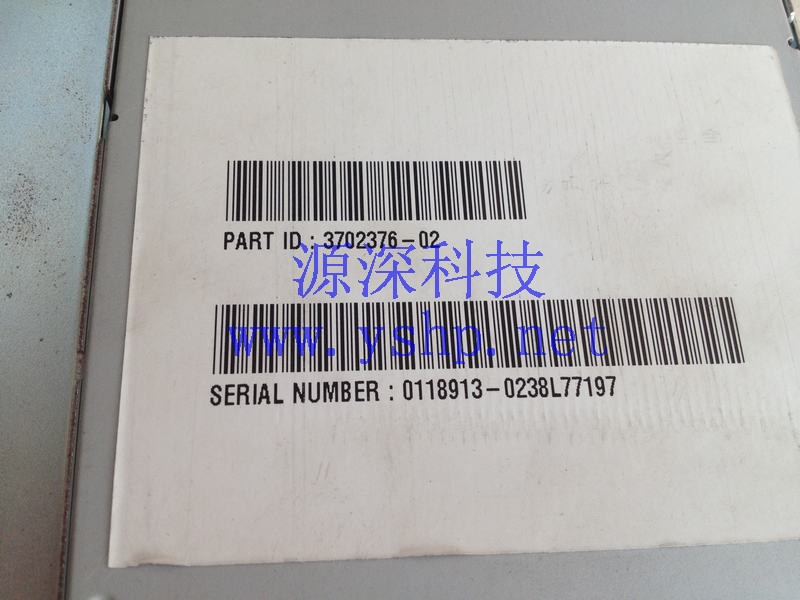 PART ID : 3702376-02
源深科技
www.yshp.net
SERIAL NUMBER : 0118913-0238L77197